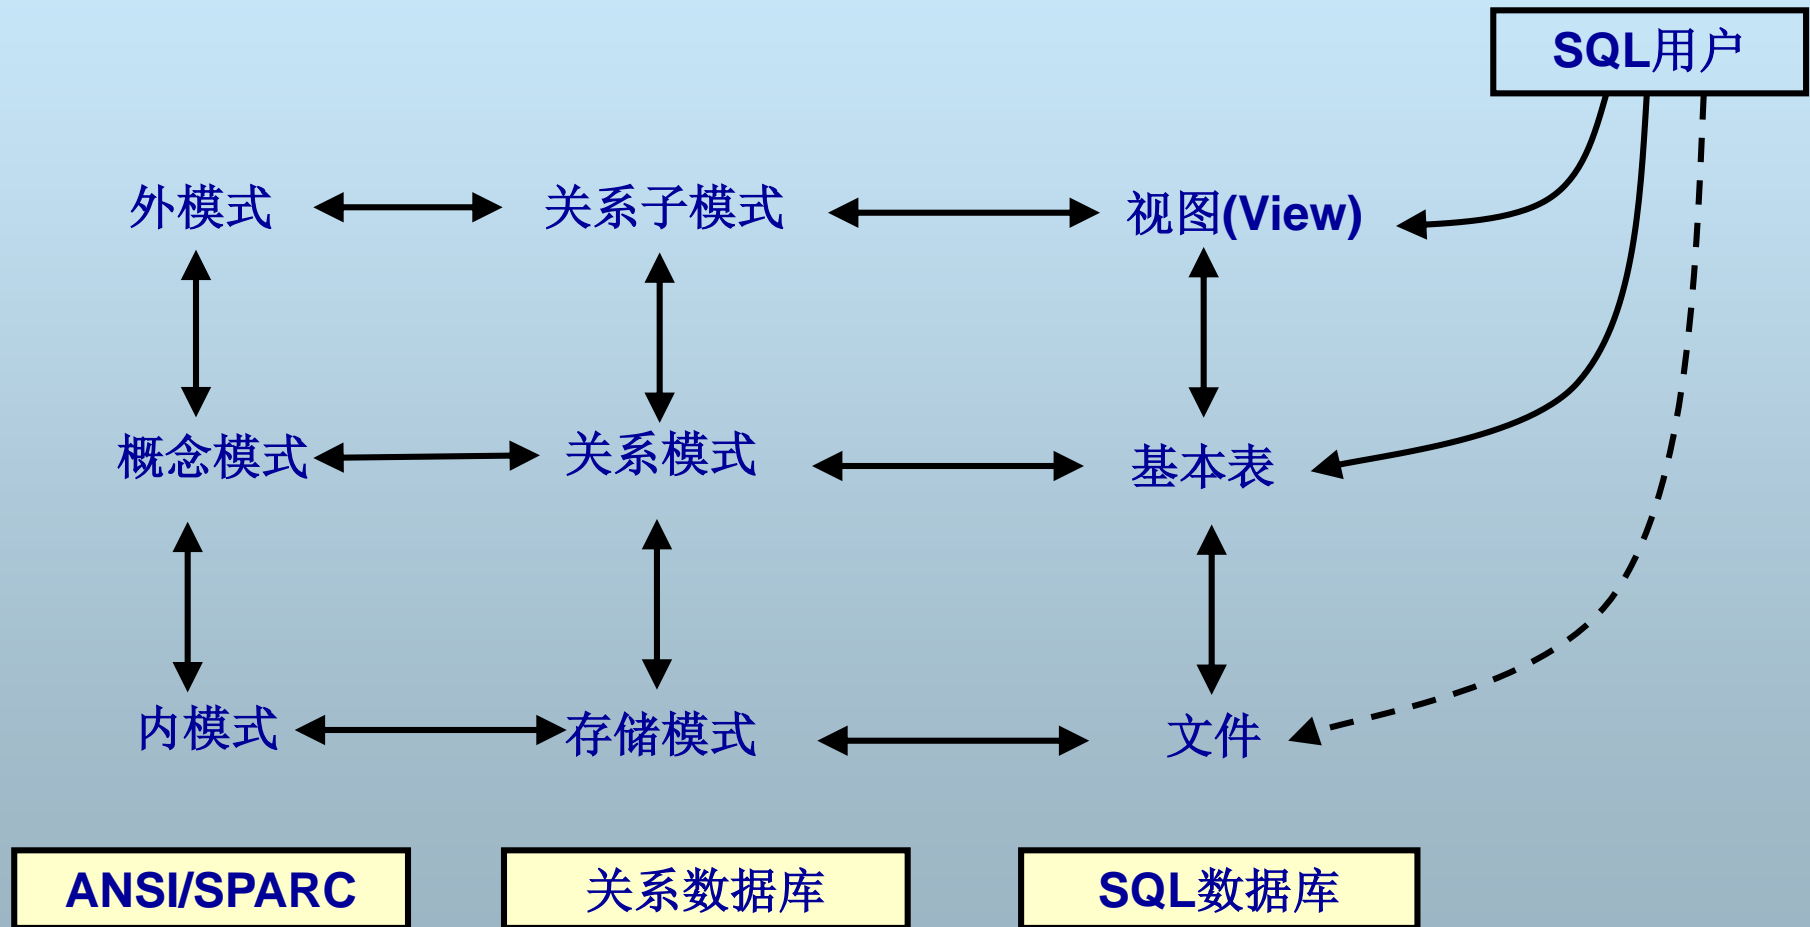 SQL用户
外模式
关系子模式
视图(View)
概念模式
关系模式
基本表
内模式
存储模式
文件
ANSI/SPARC
关系数据库
SQL数据库